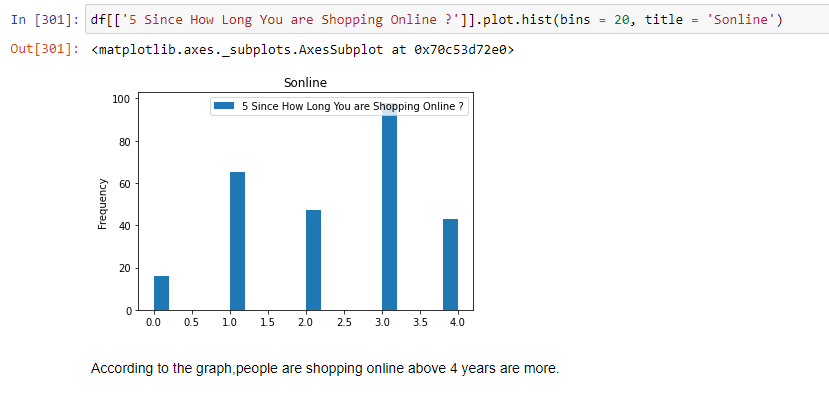 In [301]: df[['5 Since How Long You are Shopping Online ?']].plot.hist(bins = 20, title = 'Sonline')
Out[301]: <matplotlib.axes._subplots.AxesSubplot at 0x70c53d72e0>
Sonline
5 Since How Long You are Shopping Online ?
Frequency
100
80
60
40
20
0
0.0 0.5 1.0 1.5 2.0 2.5 3.0 3.5 4.0
According to the graph,people are shopping online above 4 years are more.